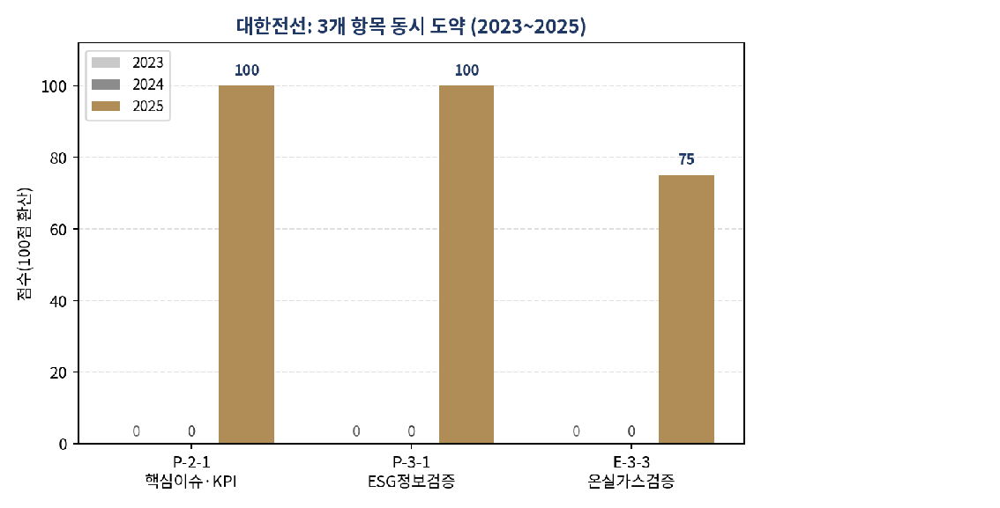 대한전선: 3개 항목 동시 도약 (2023~2025)
2023
2024
2025
점수(100점 환산)
100
80
60
40
20
0
0
0
100
0
0
100
0
0
75
P-2-1
핵심이슈·KPI
P-3-1
ESG정보검증
E-3-3
온실가스검증